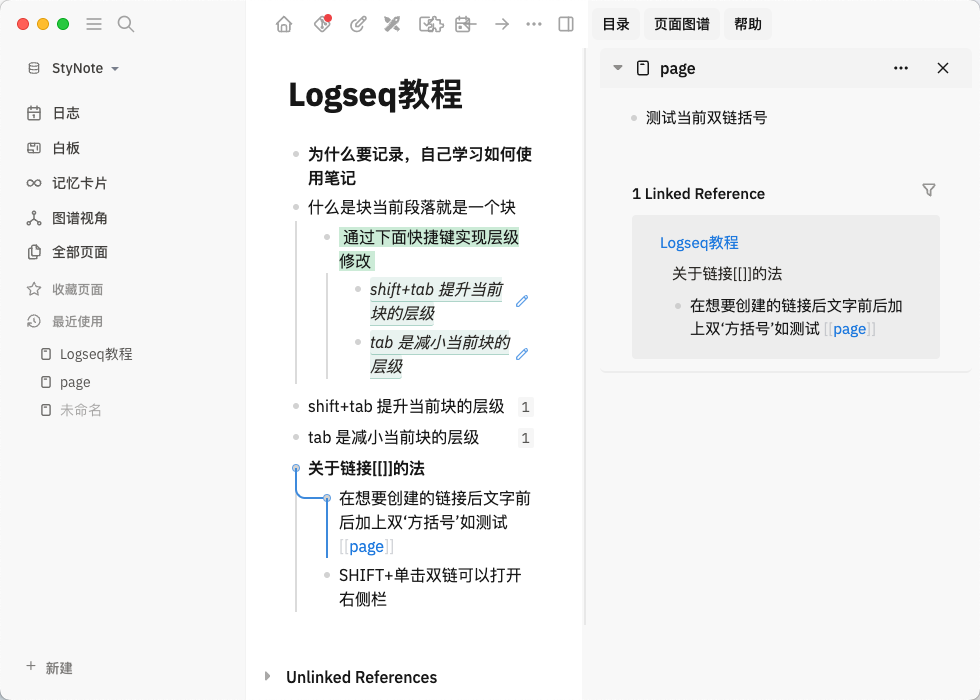 StyNote
日志
白板
记忆卡片
图谱视角
全部页面
收藏页面
最近使用
Logseq教程
page
未命名
新建
Logseq教程
为什么要记录，自己学习如何使
用笔记
什么是块当前段落就是一个块
通过下面快捷键实现层级
修改
shift+tab 提升当前
块的层级
tab 是减小当前块的
层级
shift+tab 提升当前块的层级 1
tab 是减小当前块的层级 1
关于链接[[]]的法
在想要创建的链接后文字前
后加上双‘方括号’如测试
[[page]]
SHIFT+单击双链可以打开
右侧栏
Unlinked References
目录 页面图谱 帮助
page
测试当前双链括号
1 Linked Reference
Logseq教程
关于链接[[]]的法
在想要创建的链接后文字前后加
上双‘方括号’如测试 [[page]]